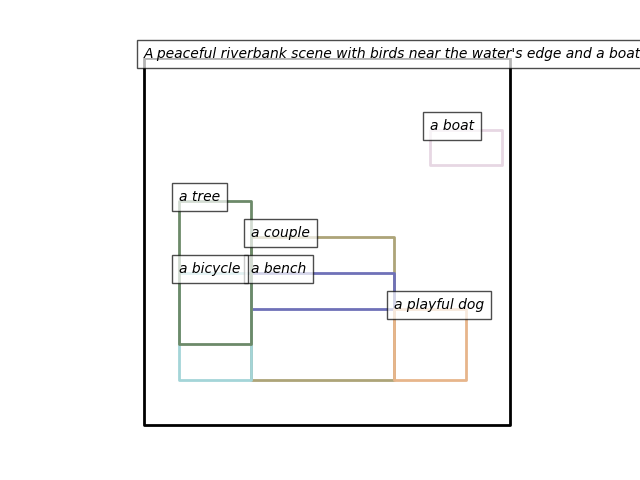 A peaceful riverbank scene with birds near the water's edge and a boat
a boat
a tree
a couple
a bicycle
a bench
a playful dog